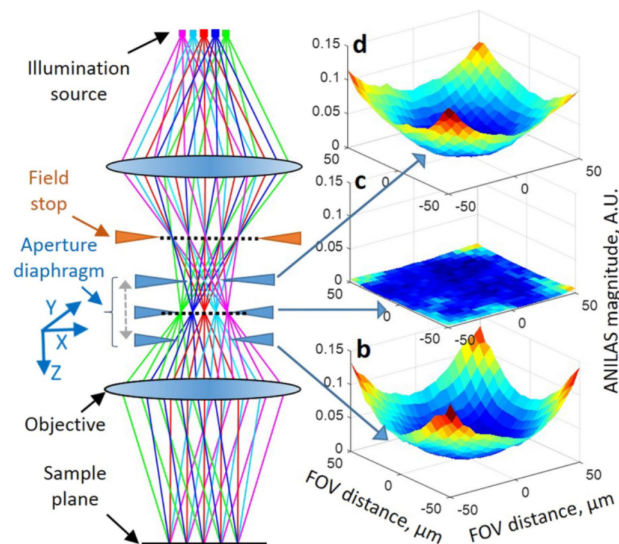 Illumination
source
Field
stop
Aperture
diaphragm
Y
X
Z
Objective
Sample
plane
d
0.15
0.1
0.05
0
50
0
-50
-50
0
50
c
0.15
0.1
0.05
0
50
0
-50
-50
0
50
b
0.15
0.1
0.05
0
50
0
-50
-50
0
50
FOV distance, μm
FOV distance, μm
ANILAS magnitude, A.U.